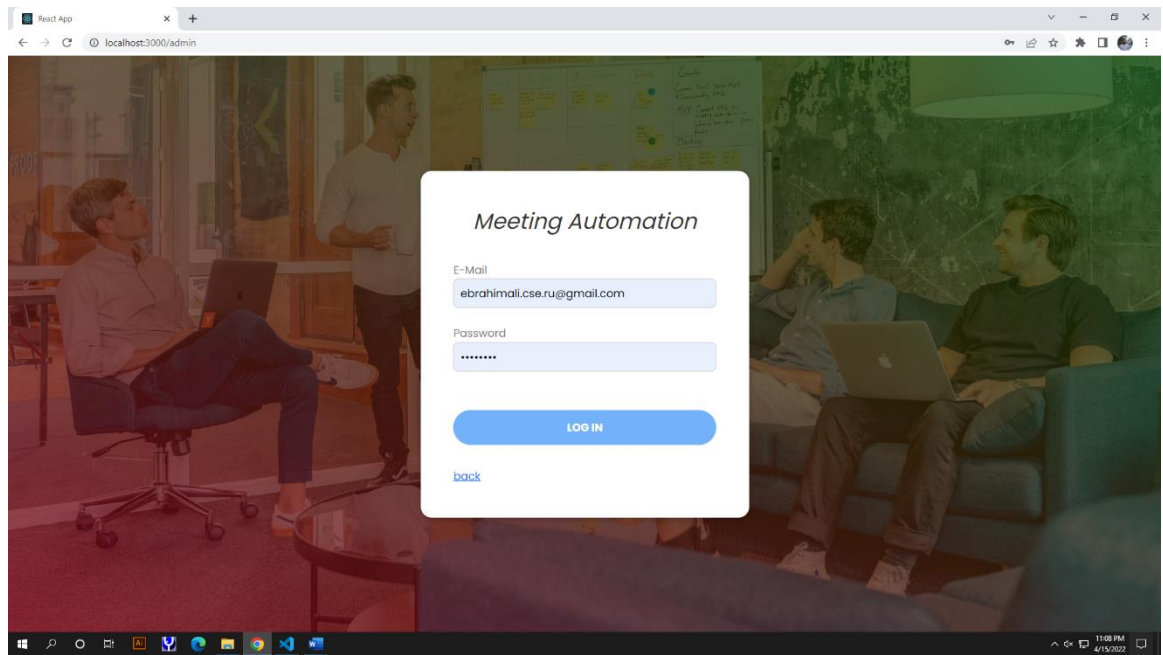 React App
localhost:3000/admin
Meeting Automation
E-Mail
ebrahimali.cse.ru@gmail.com
Password
••••••••
LOG IN
back
11:08 PM
4/15/2022